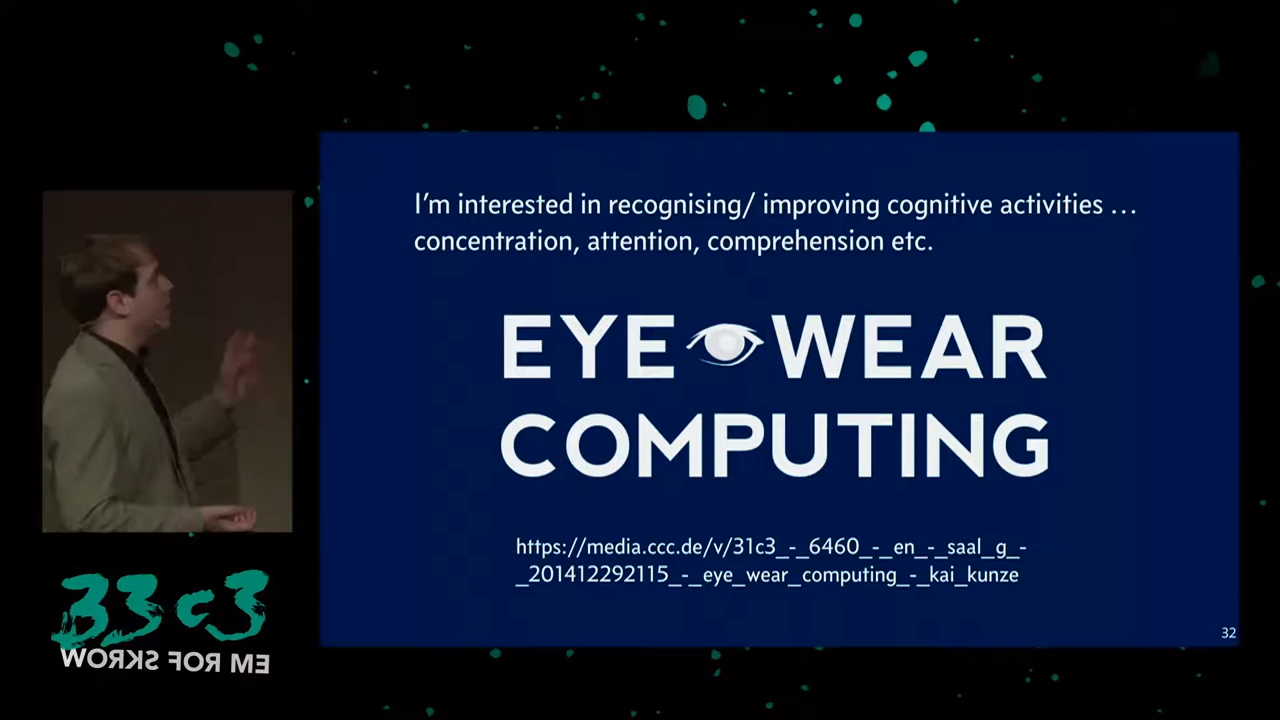 I'm interested in recognising/ improving cognitive activities …
concentration, attention, comprehension etc.
EYE WEAR
COMPUTING
https://media.ccc.de/v/31c3_-_6460_-_en_-_saal_g_-
_201412292115_-_eye_wear_computing_-_kai_kunze
32
33c3
WORKS FOR ME